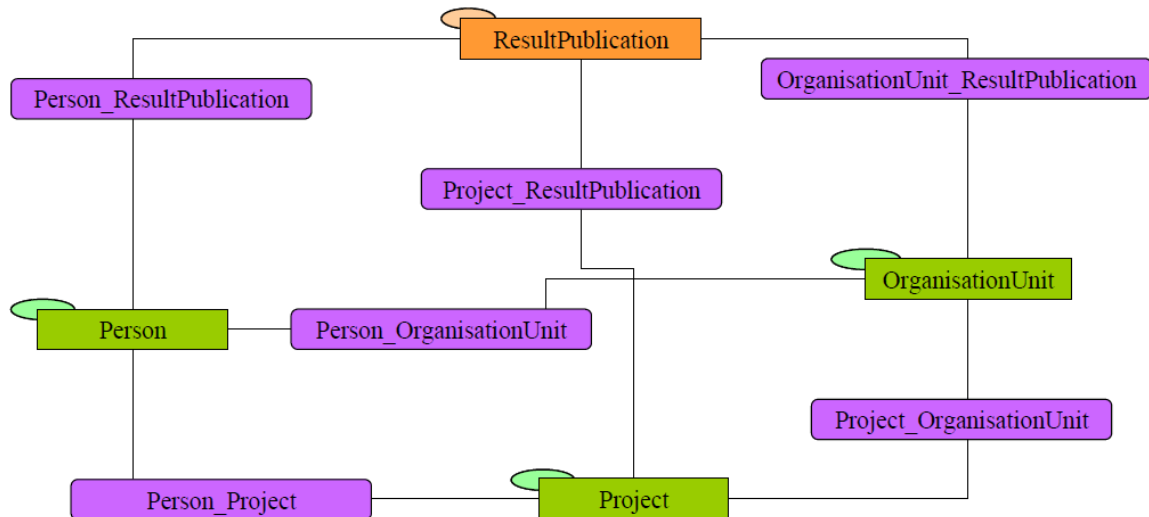 ResultPublication
Person_ResultPublication
OrganisationUnit_ResultPublication
Project_ResultPublication
OrganisationUnit
Person
Person_OrganisationUnit
Project_OrganisationUnit
Person_Project
Project